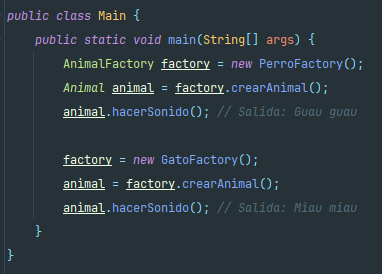 public class Main {
public static void main(String[] args) {
AnimalFactory factory = new PerroFactory();
Animal animal = factory.crearAnimal();
animal.hacerSonido(); // Salida: Guau guau
factory = new GatoFactory();
animal = factory.crearAnimal();
animal.hacerSonido(); // Salida: Miau miau
}
}